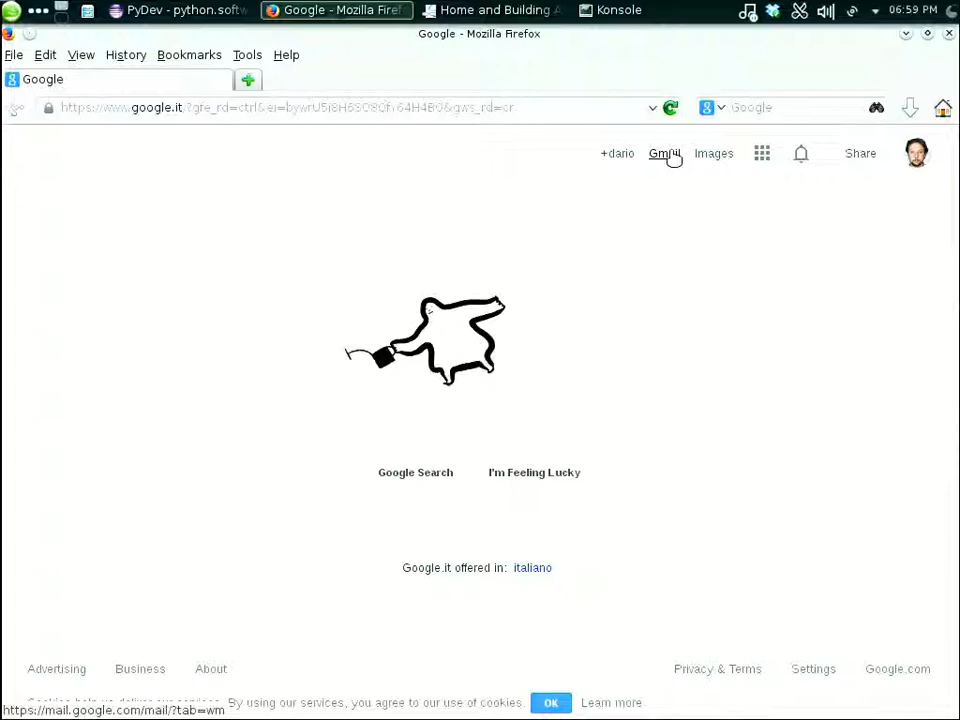 PyDev - python.softw Google - Mozilla Firef Home and Building A Konsole 06:59 PM
Google - Mozilla Firefox
File Edit View History Bookmarks Tools Help
Google
google.it Google
+dario Gmail Images Share
Google Search I'm Feeling Lucky
Google.it offered in: italiano
Advertising Business About Privacy & Terms Settings Google.com
By using our services, you agree to our use of cookies. OK Learn more
https://mail.google.com/mail/?tab=wm